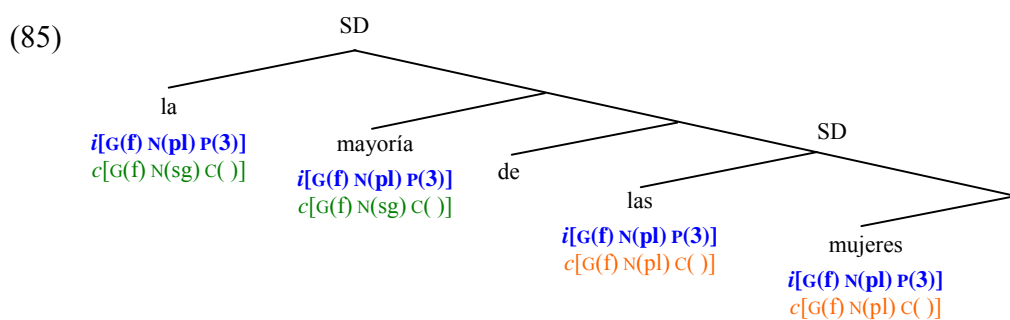 (85)
SD
la
i[G(f) N(pl) P(3)]
c[G(f) N(sg) C( )]
mayoría
i[G(f) N(pl) P(3)]
c[G(f) N(sg) C( )]
de
SD
las
i[G(f) N(pl) P(3)]
c[G(f) N(pl) C( )]
mujeres
i[G(f) N(pl) P(3)]
c[G(f) N(pl) C( )]